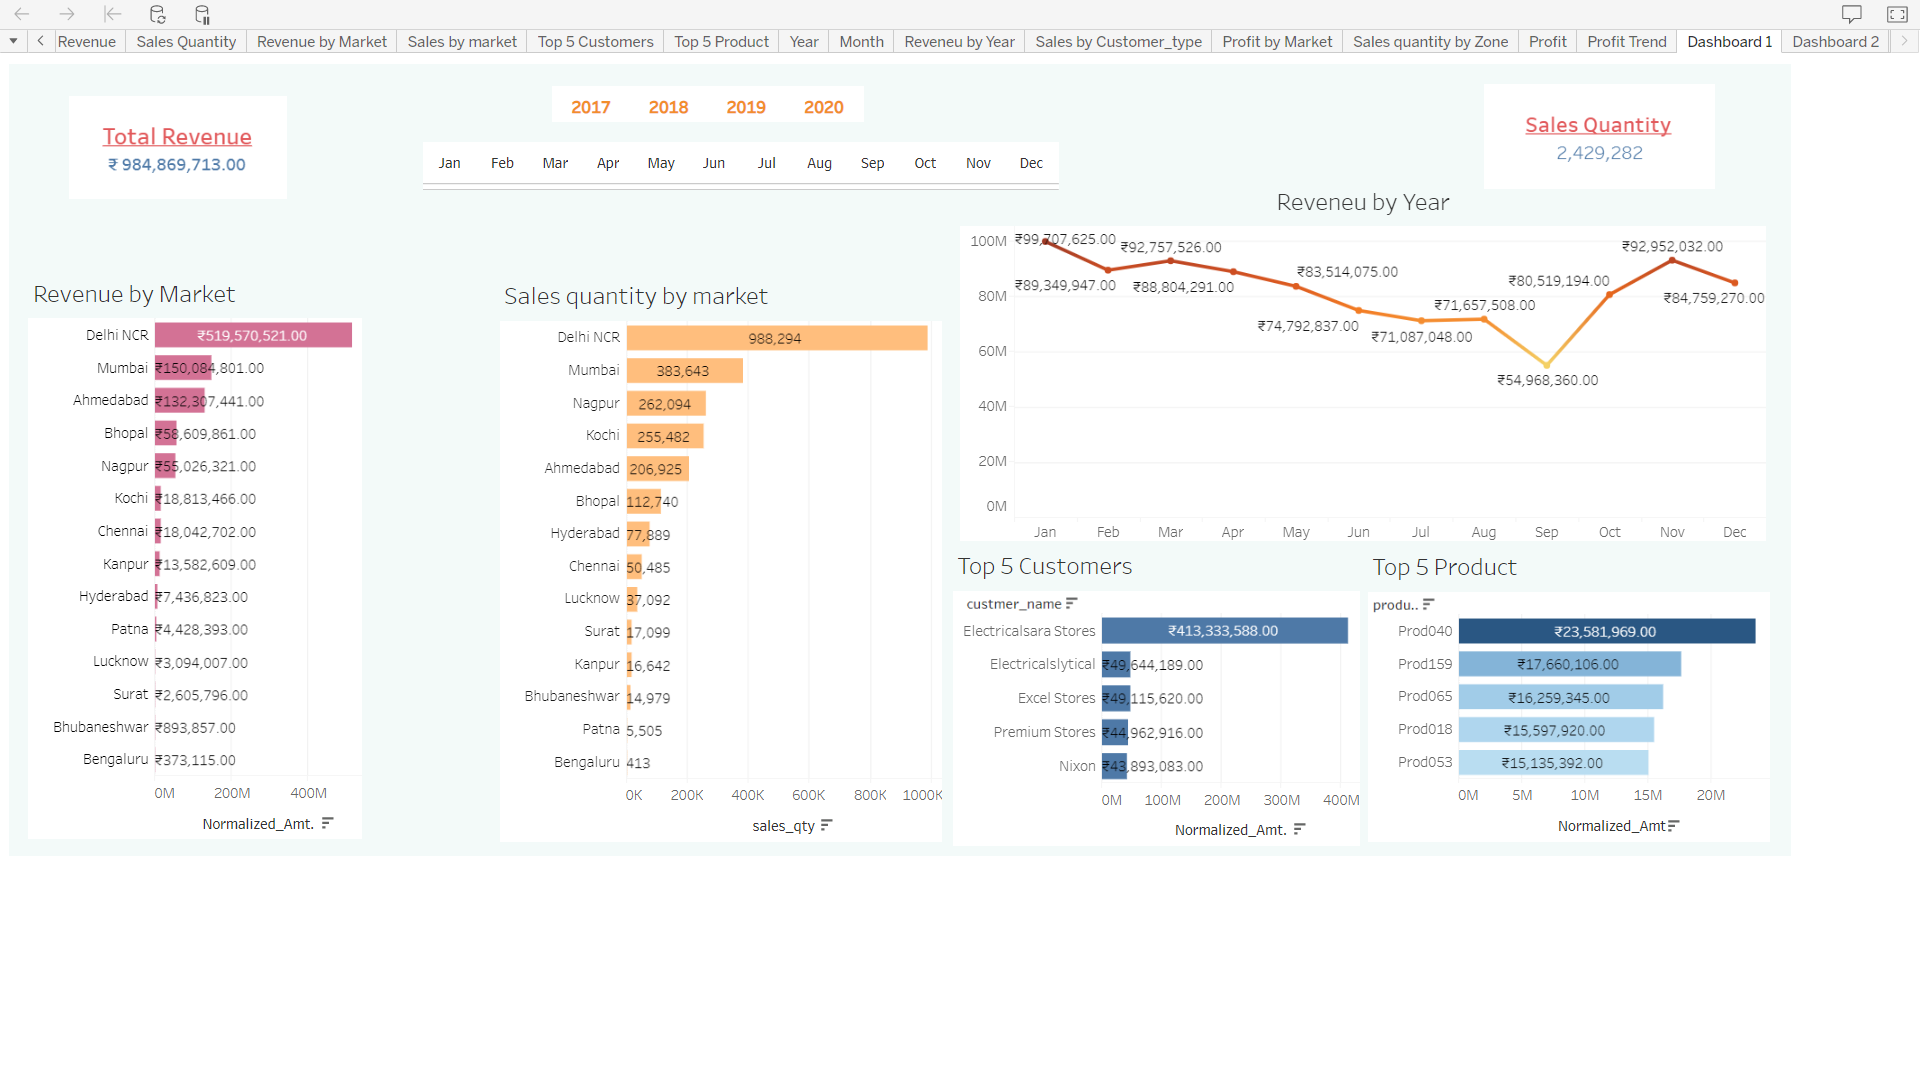 Revenue Sales Quantity Revenue by Market Sales by market Top 5 Customers Top 5 Product Year Month Reveneu by Year Sales by Customer_type Profit by Market Sales quantity by Zone Profit Profit Trend Dashboard 1 Dashboard 2
Total Revenue
₹ 984,869,713.00
2017 2018 2019 2020
Jan Feb Mar Apr May Jun Jul Aug Sep Oct Nov Dec
Sales Quantity
2,429,282
Revenue by Market
Delhi NCR ₹519,570,521.00
Mumbai ₹150,084,801.00
Ahmedabad ₹132,307,441.00
Bhopal ₹58,609,861.00
Nagpur ₹55,026,321.00
Kochi ₹18,813,466.00
Chennai ₹18,042,702.00
Kanpur ₹13,582,609.00
Hyderabad ₹7,436,823.00
Patna ₹4,428,393.00
Lucknow ₹3,094,007.00
Surat ₹2,605,796.00
Bhubaneshwar ₹893,857.00
Bengaluru ₹373,115.00
0M 200M 400M
Normalized_Amt.
Sales quantity by market
Delhi NCR 988,294
Mumbai 383,643
Nagpur 262,094
Kochi 255,482
Ahmedabad 206,925
Bhopal 112,740
Hyderabad 77,889
Chennai 50,485
Lucknow 37,092
Surat 17,099
Kanpur 16,642
Bhubaneshwar 14,979
Patna 5,505
Bengaluru 413
0K 200K 400K 600K 800K 1000K
sales_qty
Reveneu by Year
100M ₹99,707,625.00 ₹92,757,526.00 ₹92,952,032.00
₹83,514,075.00
₹89,349,947.00 ₹88,804,291.00 ₹80,519,194.00
80M ₹71,657,508.00 ₹84,759,270.00
₹74,792,837.00 ₹71,087,048.00
60M
₹54,968,360.00
40M
20M
0M
Jan Feb Mar Apr May Jun Jul Aug Sep Oct Nov Dec
Top 5 Customers
custmer_name
Electricalsara Stores ₹413,333,588.00
Electricalslytical ₹49,644,189.00
Excel Stores ₹49,115,620.00
Premium Stores ₹44,962,916.00
Nixon ₹43,893,083.00
0M 100M 200M 300M 400M
Normalized_Amt.
Top 5 Product
produ..
Prod040 ₹23,581,969.00
Prod159 ₹17,660,106.00
Prod065 ₹16,259,345.00
Prod018 ₹15,597,920.00
Prod053 ₹15,135,392.00
0M 5M 10M 15M 20M
Normalized_Amt